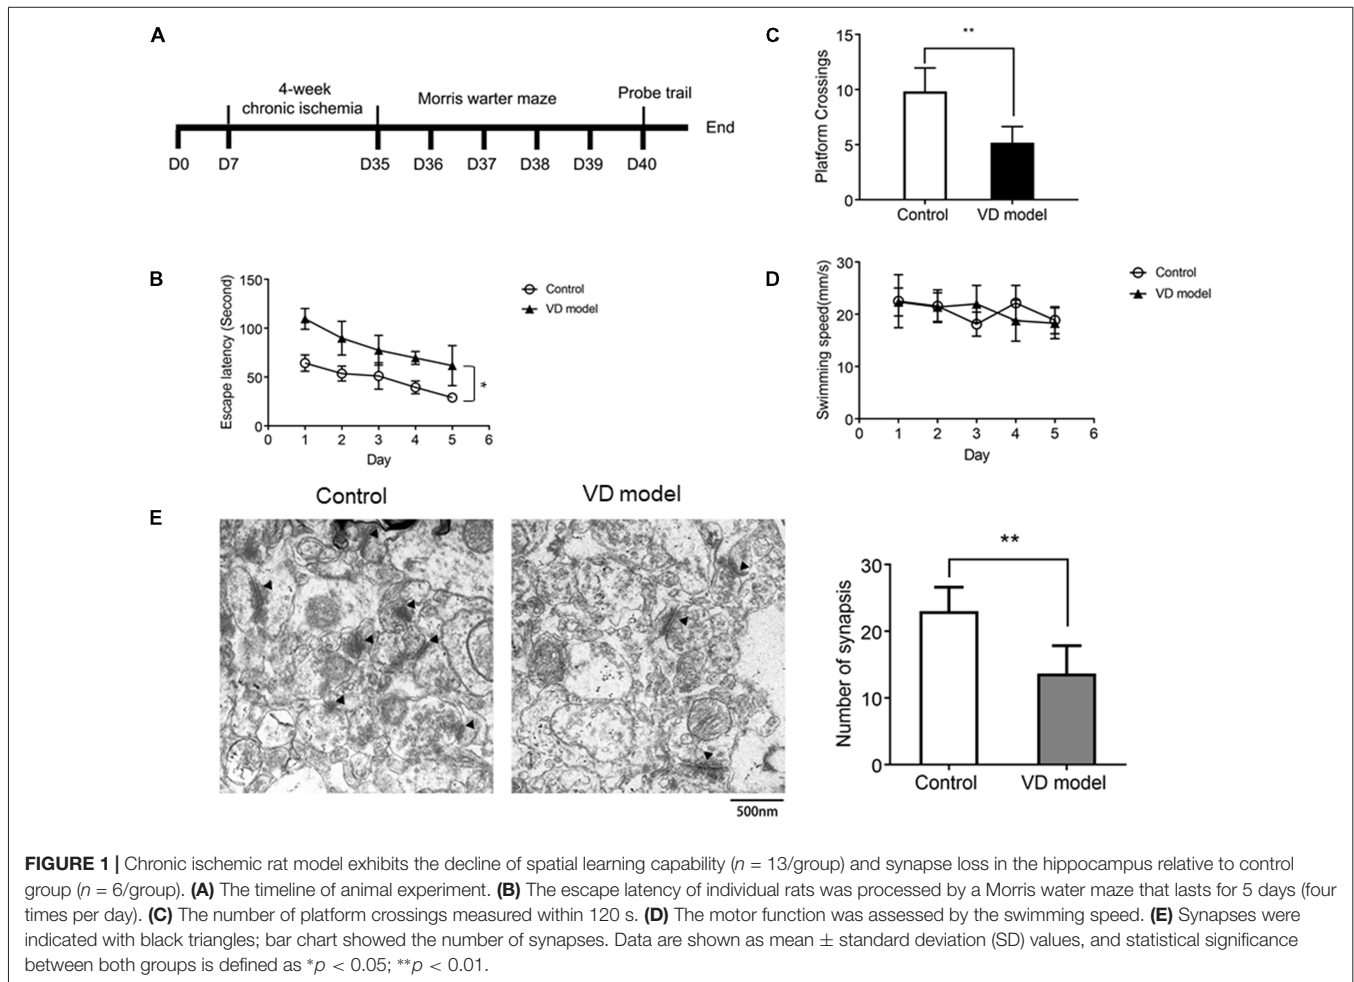 A
4-week
chronic ischemia
Morris warter maze
Probe trail
End
D0 D7 D35 D36 D37 D38 D39 D40
C
**
15
10
5
0
Platform Crossings
Control VD model
B
Escape latency (Second)
150
100
50
0
0 1 2 3 4 5 6
Day
Control
VD model
*
D
Swimming speed(mm/s)
30
20
10
0
0 1 2 3 4 5 6
Day
Control
VD model
E
Control
VD model
500nm
**
Number of synapsis
30
20
10
0
Control VD model
FIGURE 1 | Chronic ischemic rat model exhibits the decline of spatial learning capability (n = 13/group) and synapse loss in the hippocampus relative to control
group (n = 6/group). (A) The timeline of animal experiment. (B) The escape latency of individual rats was processed by a Morris water maze that lasts for 5 days (four
times per day). (C) The number of platform crossings measured within 120 s. (D) The motor function was assessed by the swimming speed. (E) Synapses were
indicated with black triangles; bar chart showed the number of synapses. Data are shown as mean ± standard deviation (SD) values, and statistical significance
between both groups is defined as *p < 0.05; **p < 0.01.